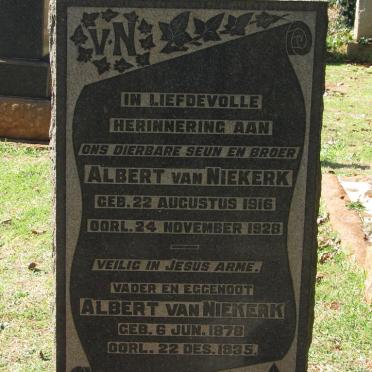 V.N
IN LIEFDEVOLLE
HERINNERING AAN
ONS DIERBARE SEUN EN BROER
ALBERT VAN NIEKERK
GEB. 22 AUGUSTUS 1916
OORL. 24 NOVEMBER 1928
VEILIG IN JESUS ARME.
VADER EN EGGENOOT
ALBERT VAN NIEKERK
GEB. 6 JUN. 1878
OORL. 22 DES. 1935.